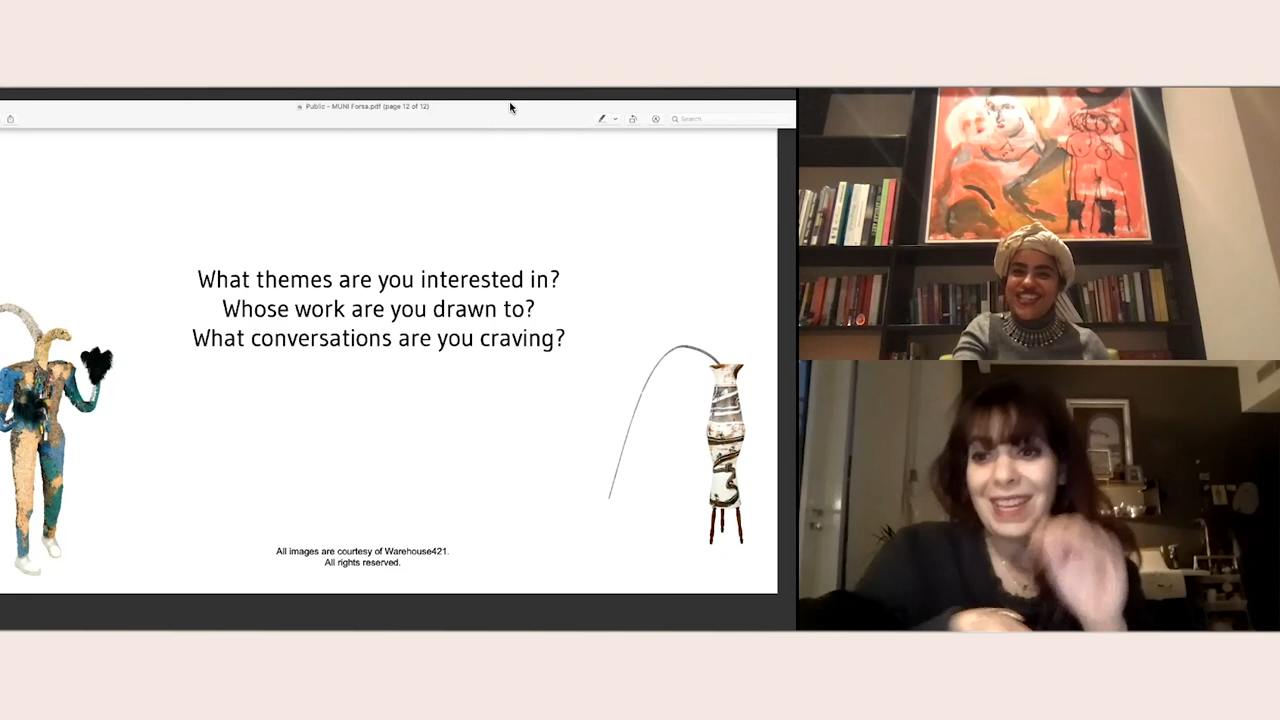 Public - MUNI Forsa.pdf (page 12 of 12)
Search
What themes are you interested in?
Whose work are you drawn to?
What conversations are you craving?
All images are courtesy of Warehouse421.
All rights reserved.